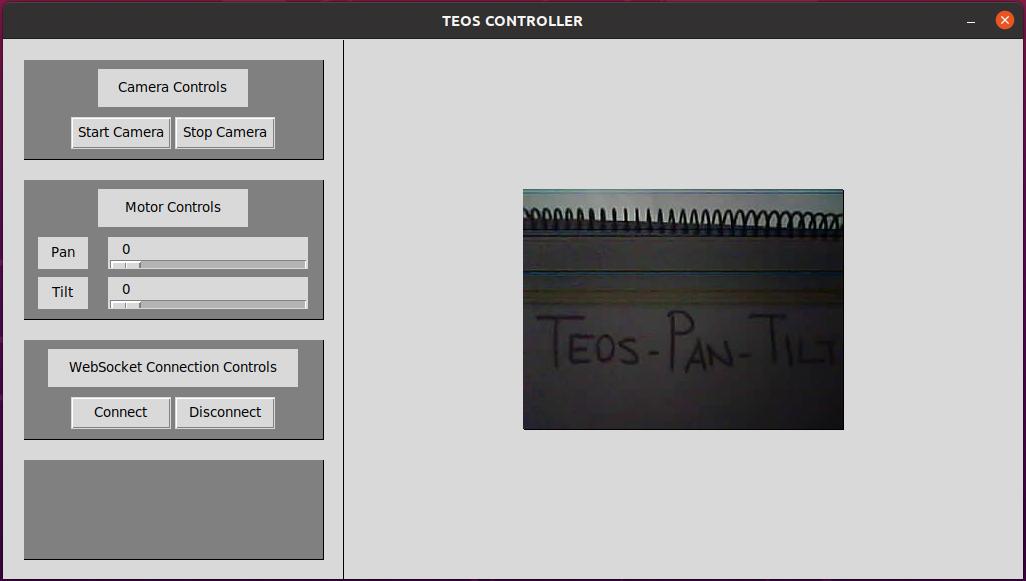 TEOS CONTROLLER
Camera Controls
Start Camera Stop Camera
Motor Controls
Pan 0
Tilt 0
WebSocket Connection Controls
Connect Disconnect
TEOS-PAN-TILT